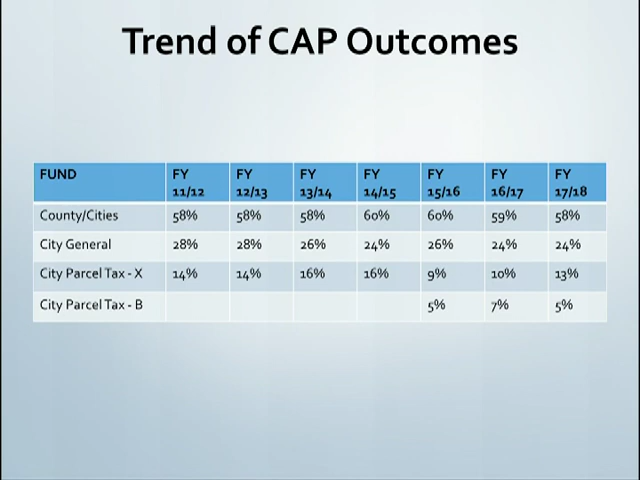 Trend of CAP Outcomes
FUND FY 11/12 FY 12/13 FY 13/14 FY 14/15 FY 15/16 FY 16/17 FY 17/18
County/Cities 58% 58% 58% 60% 60% 59% 58%
City General 28% 28% 26% 24% 26% 24% 24%
City Parcel Tax - X 14% 14% 16% 16% 9% 10% 13%
City Parcel Tax - B 5% 7% 5%